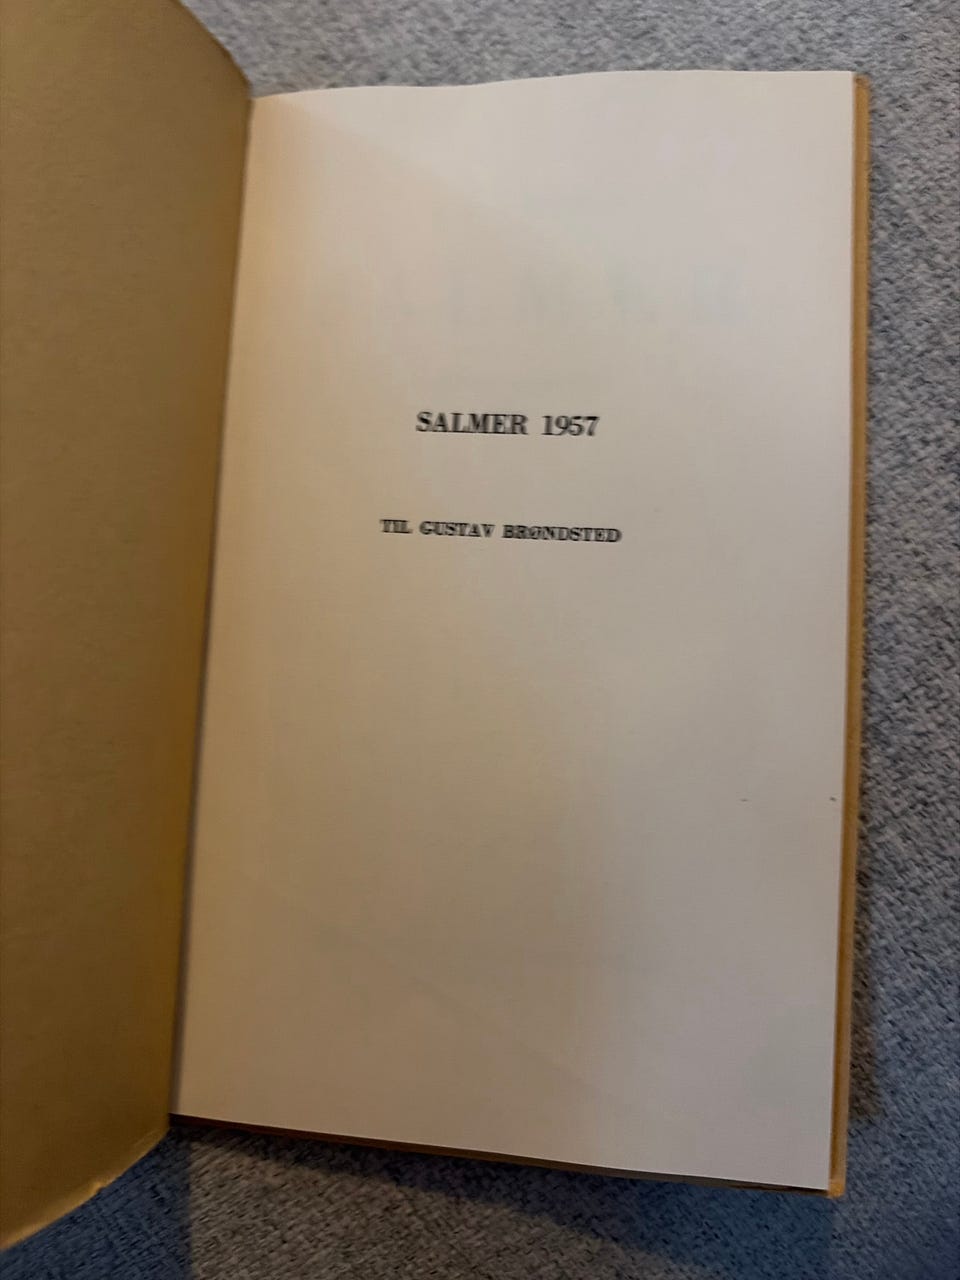 SALMER 1957
TIL GUSTAV BRØNDSTED